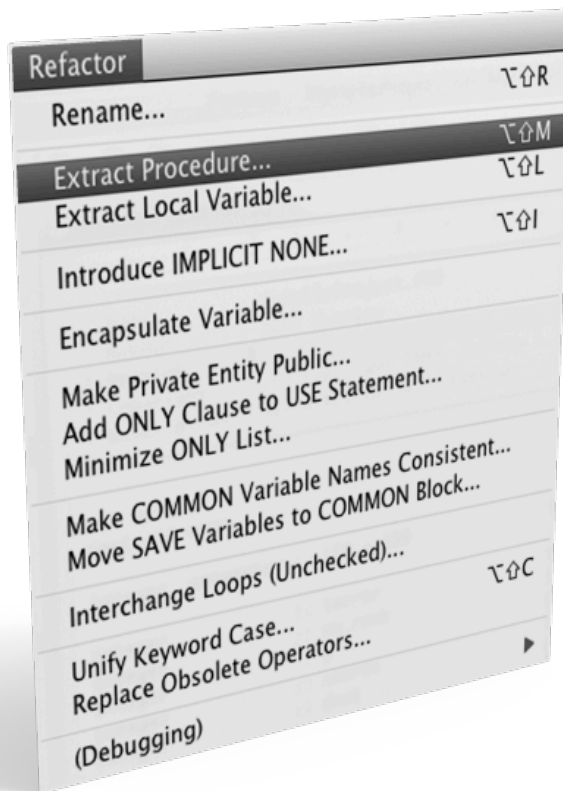 Refactor
Rename... ⌥⇧R
Extract Procedure... ⌥⇧M
Extract Local Variable... ⌥⇧L
Introduce IMPLICIT NONE... ⌥⇧I
Encapsulate Variable...
Make Private Entity Public...
Add ONLY Clause to USE Statement...
Minimize ONLY List...
Make COMMON Variable Names Consistent...
Move SAVE Variables to COMMON Block...
Interchange Loops (Unchecked)...
Unify Keyword Case... ⌥⇧C
Replace Obsolete Operators...
(Debugging)